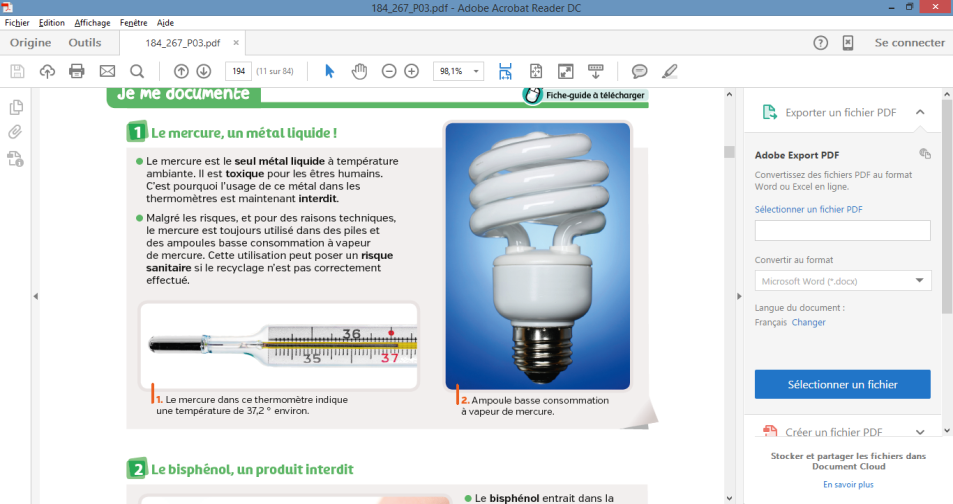 184_267_P03.pdf - Adobe Acrobat Reader DC
Fichier Edition Affichage Fenêtre Aide
Origine Outils 184_267_P03.pdf × Se connecter
194 (11 sur 84) 98,1%
Je me documente
Fiche-guide à télécharger
1 Le mercure, un métal liquide !
Le mercure est le seul métal liquide à température
ambiante. Il est toxique pour les êtres humains.
C'est pourquoi l'usage de ce métal dans les
thermomètres est maintenant interdit.
Malgré les risques, et pour des raisons techniques,
le mercure est toujours utilisé dans des piles et
des ampoules basse consommation à vapeur
de mercure. Cette utilisation peut poser un risque
sanitaire si le recyclage n'est pas correctement
effectué.
36
35 37
1. Le mercure dans ce thermomètre indique
une température de 37,2 ° environ.
2. Ampoule basse consommation
à vapeur de mercure.
2 Le bisphénol, un produit interdit
Le bisphénol entrait dans la
Exporter un fichier PDF
Adobe Export PDF
Convertissez des fichiers PDF au format
Word ou Excel en ligne.
Sélectionner un fichier PDF
Convertir au format
Microsoft Word (*.docx)
Langue du document :
Français Changer
Sélectionner un fichier
Créer un fichier PDF
Stocker et partager les fichiers dans
Document Cloud
En savoir plus